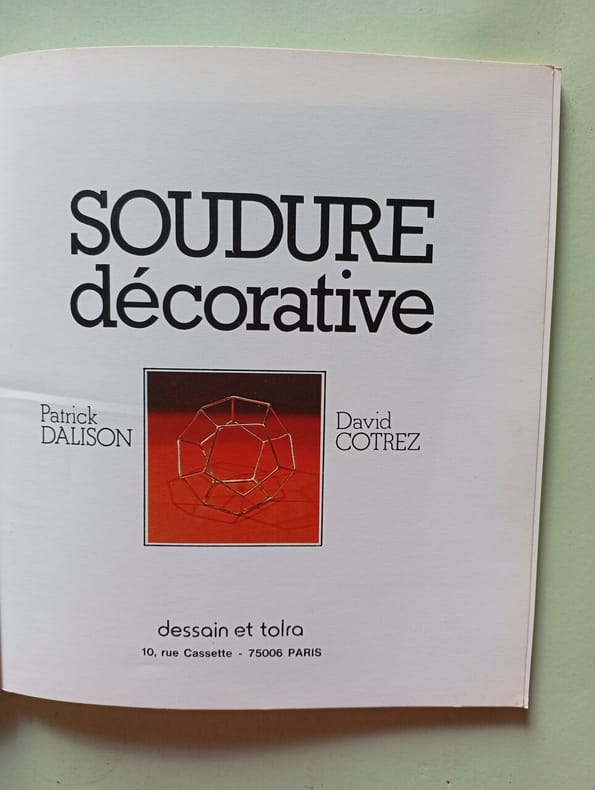 SOUDURE
décorative
Patrick
DALISON
David
COTREZ
dessain et tolra
10, rue Cassette - 75006 PARIS